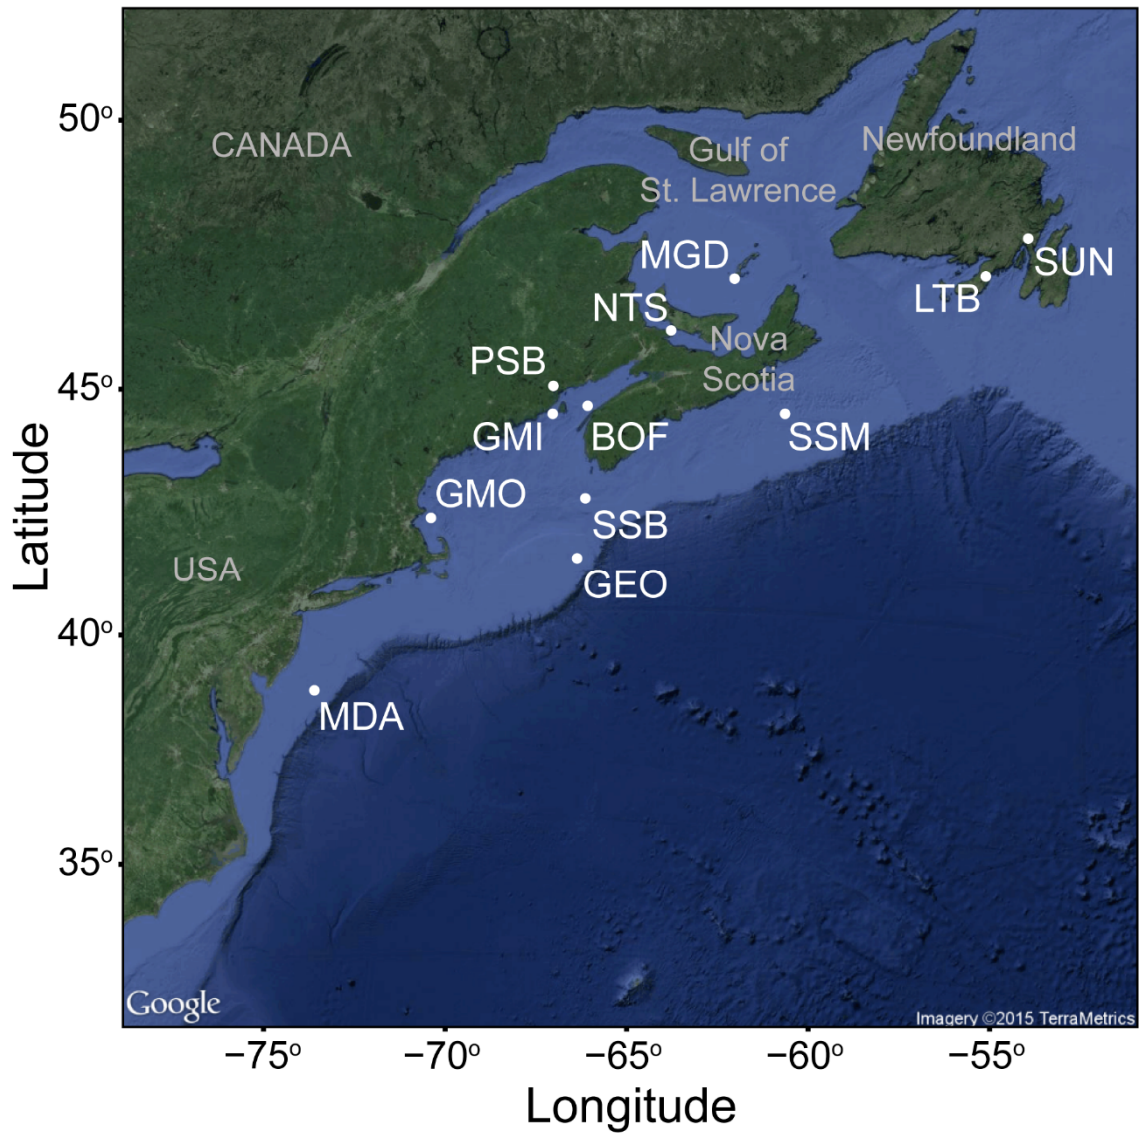 50°
CANADA
Gulf of
St. Lawrence
Newfoundland
MGD
SUN
LTB
NTS
Nova
Scotia
PSB
45°
GMI
BOF
SSM
GMO
SSB
USA
GEO
40°
MDA
35°
Google
Imagery ©2015 TerraMetrics
−75°
−70°
−65°
−60°
−55°
Longitude
Latitude